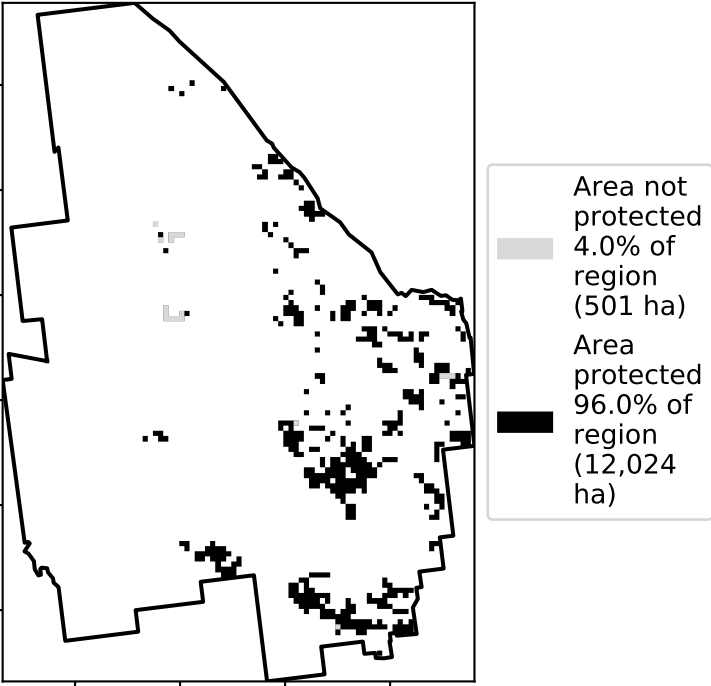 Area not
protected
4.0% of
region
(501 ha)
Area
protected
96.0% of
region
(12,024
ha)